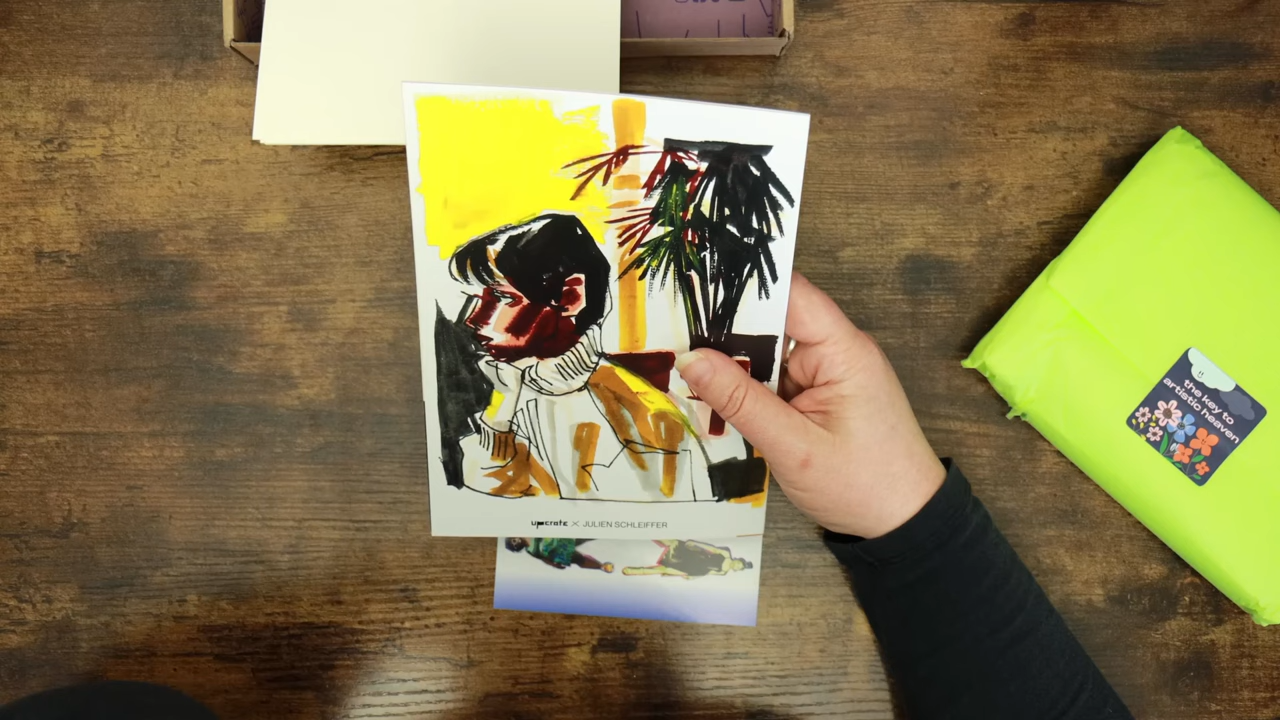 upcrate × JULIEN SCHLEIFFER
the key to
artistic heaven